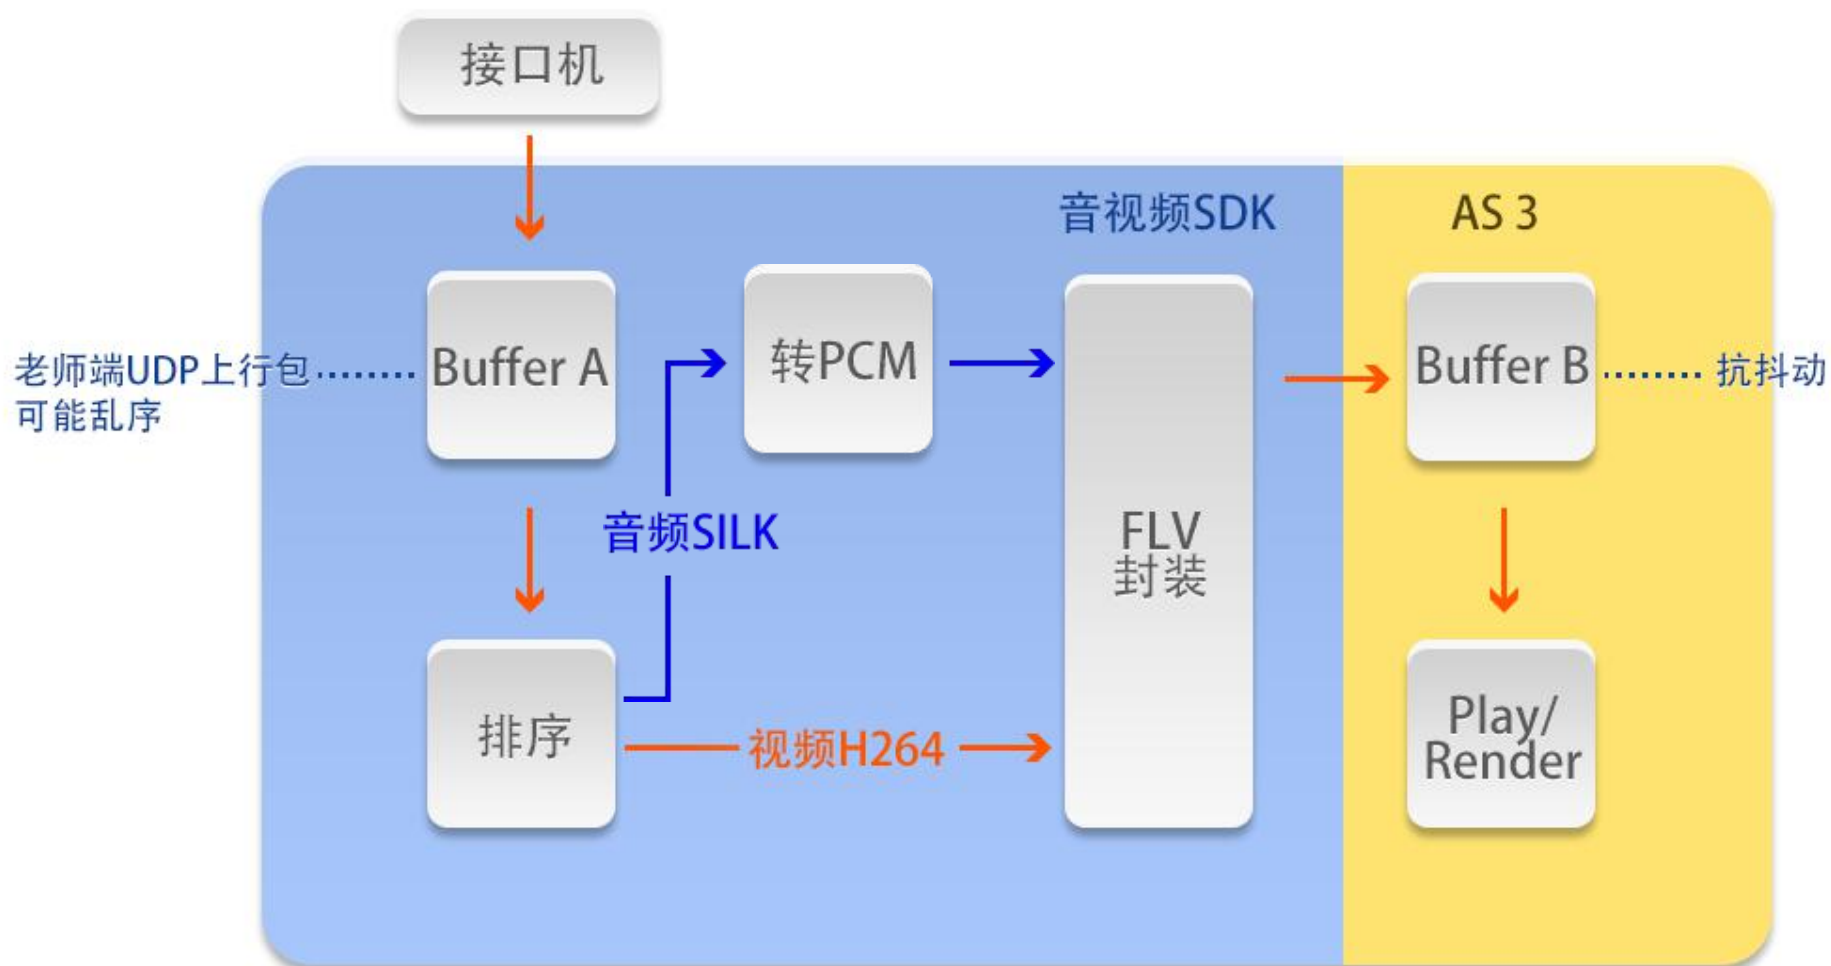 接口机
音视频SDK
AS 3
老师端UDP上行包
可能乱序
Buffer A
转PCM
Buffer B
抗抖动
音频SILK
FLV
封装
排序
视频H264
Play/
Render